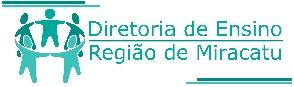 Diretoria de Ensino
Região de Miracatu